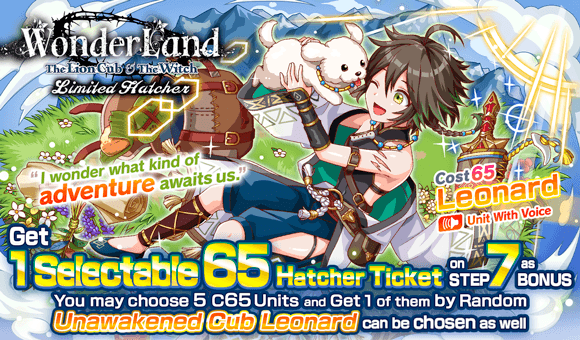 WonderLand
The Lion Cub & The Witch
Limited Hatcher
"I wonder what kind of
adventure awaits us."
Cost 65
Leonard
Unit With Voice
Get
1 Selectable 65 Hatcher Ticket on STEP 7 as BONUS
You may choose 5 C65 Units and Get 1 of them by Random
Unawakened Cub Leonard can be chosen as well